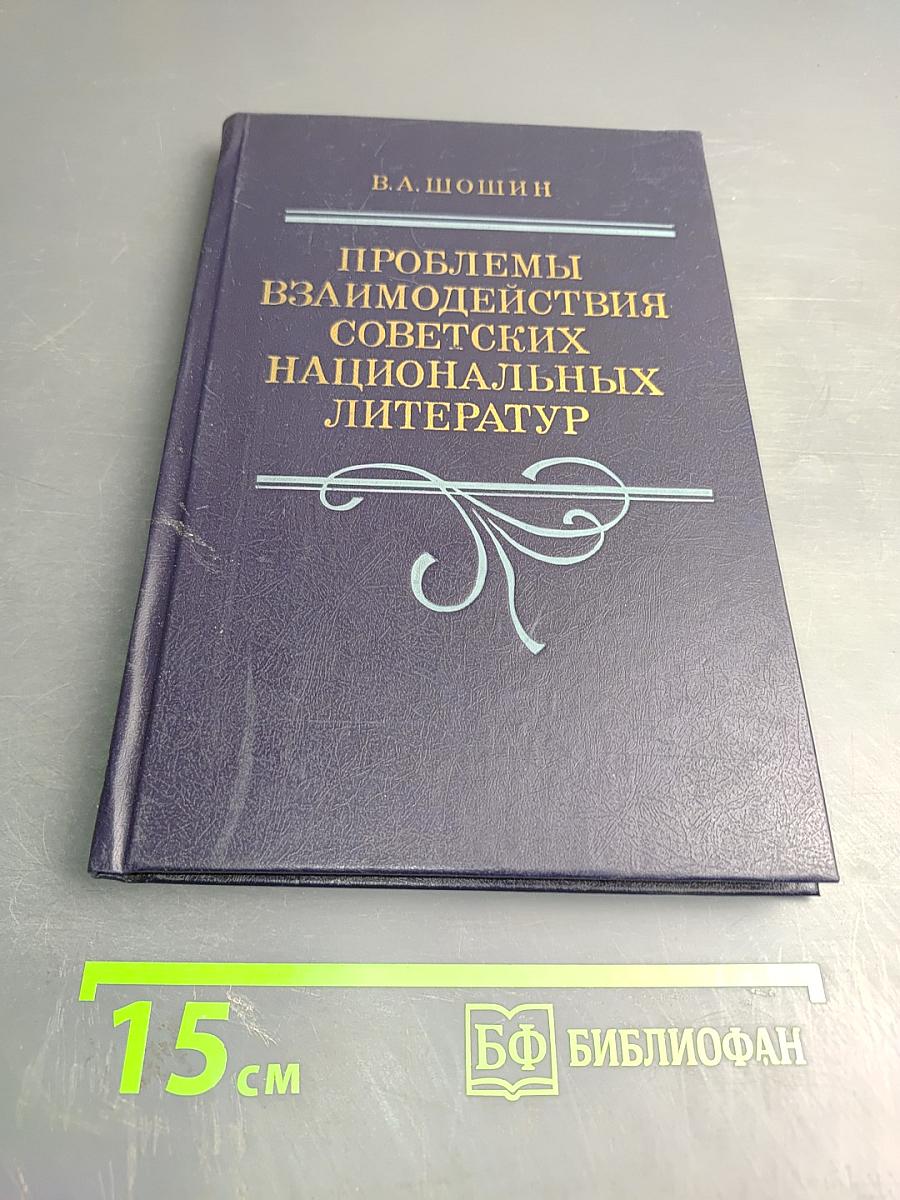 В.А.ШОШИН
ПРОБЛЕМЫ
ВЗАИМОДЕЙСТВИЯ
СОВЕТСКИХ
НАЦИОНАЛЬНЫХ
ЛИТЕРАТУР
15 см
БФ БИБЛИОФАН